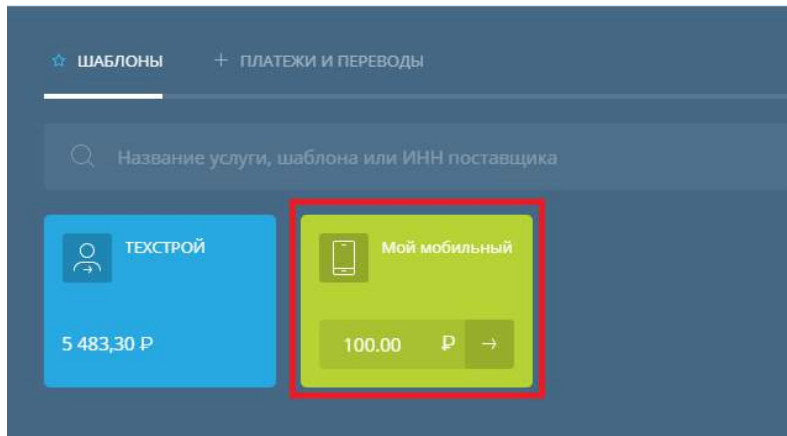 ШАБЛОНЫ
ПЛАТЕЖИ И ПЕРЕВОДЫ
Название услуги, шаблона или ИНН поставщика
ТЕХСТРОЙ
5 483,30 ₽
Мой мобильный
100.00 ₽ →